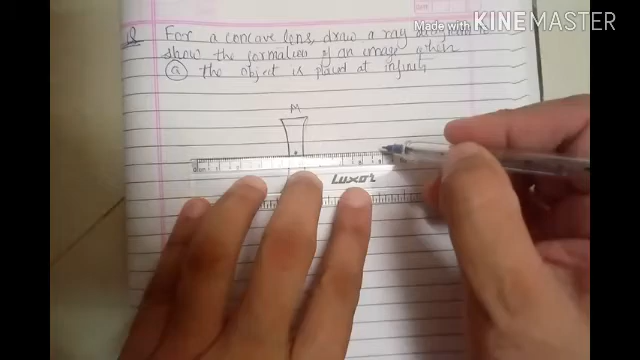 Made with KINEMASTER
Q For a concave lens, draw a ray diagram to
show the formation of an image when
(a) the object is placed at infinity
M
Luxor